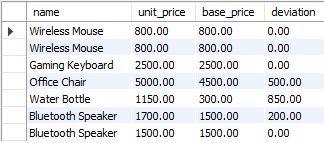 name unit_price base_price deviation
Wireless Mouse 800.00 800.00 0.00
Wireless Mouse 800.00 800.00 0.00
Gaming Keyboard 2500.00 2500.00 0.00
Office Chair 5000.00 4500.00 500.00
Water Bottle 1150.00 300.00 850.00
Bluetooth Speaker 1700.00 1500.00 200.00
Bluetooth Speaker 1500.00 1500.00 0.00